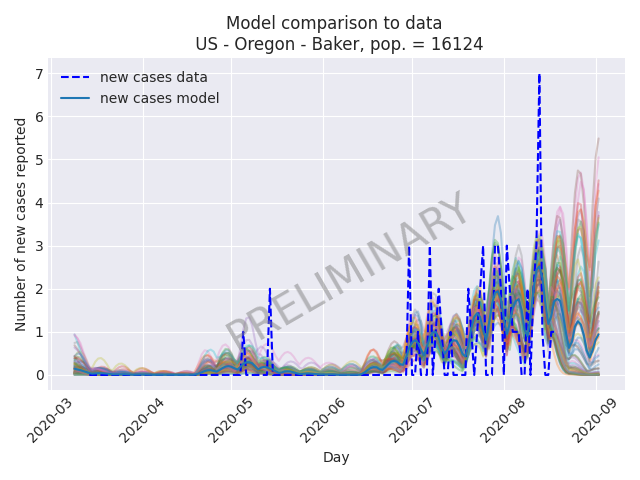 Model comparison to data
US - Oregon - Baker, pop. = 16124
new cases data
new cases model
PRELIMINARY
Number of new cases reported
7
6
5
4
3
2
1
0
2020-03
2020-04
2020-05
2020-06
2020-07
2020-08
2020-09
Day